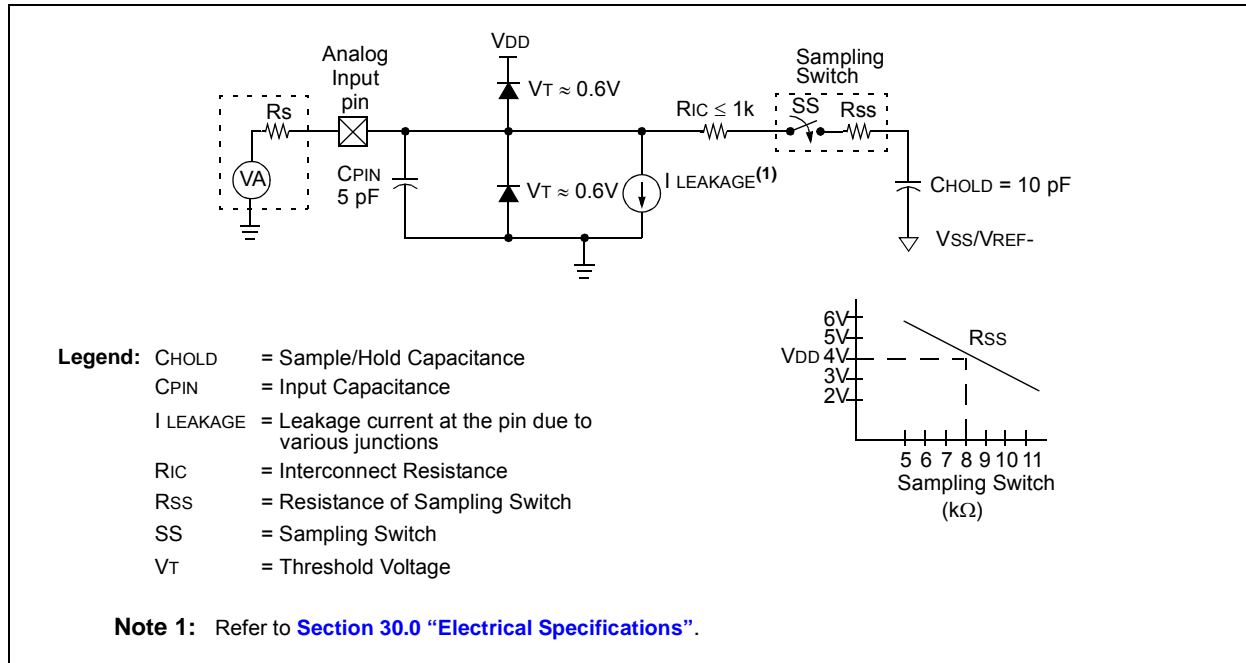 VDD
Analog
Input
pin
Sampling
Switch
VT ≈ 0.6V
Rs
RIC ≤ 1k
SS
Rss
VA
CPIN
5 pF
VT ≈ 0.6V
I LEAKAGE(1)
CHOLD = 10 pF
VSS/VREF-
6V
5V
VDD 4V
3V
2V
RSS
5 6 7 8 9 10 11
Sampling Switch
(kΩ)
Legend: CHOLD = Sample/Hold Capacitance
CPIN = Input Capacitance
I LEAKAGE = Leakage current at the pin due to
various junctions
RIC = Interconnect Resistance
RSS = Resistance of Sampling Switch
SS = Sampling Switch
VT = Threshold Voltage
Note 1: Refer to Section 30.0 “Electrical Specifications”.